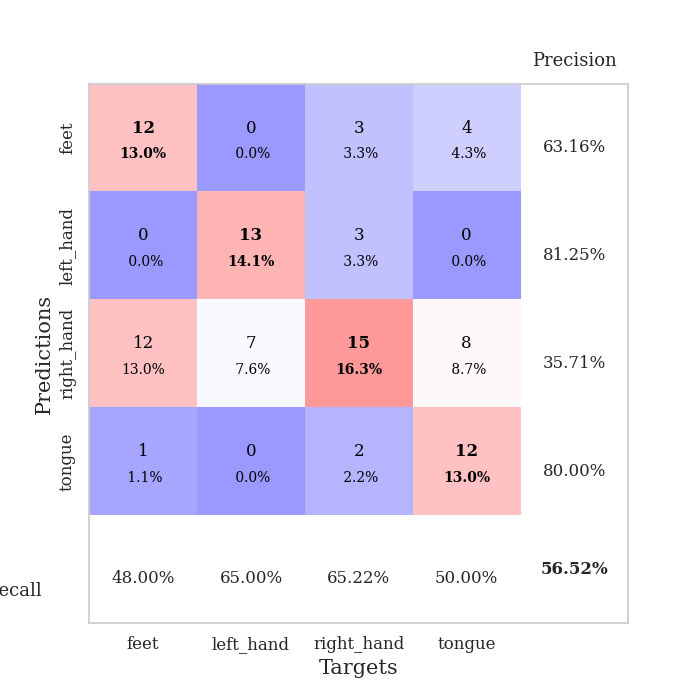 Precision
feet
12 0 3 4
13.0% 0.0% 3.3% 4.3%
63.16%
left_hand
0 13 3 0
0.0% 14.1% 3.3% 0.0%
81.25%
right_hand
12 7 15 8
13.0% 7.6% 16.3% 8.7%
35.71%
tongue
1 0 2 12
1.1% 0.0% 2.2% 13.0%
80.00%
Predictions
ecall
48.00% 65.00% 65.22% 50.00% 56.52%
feet left_hand right_hand tongue
Targets